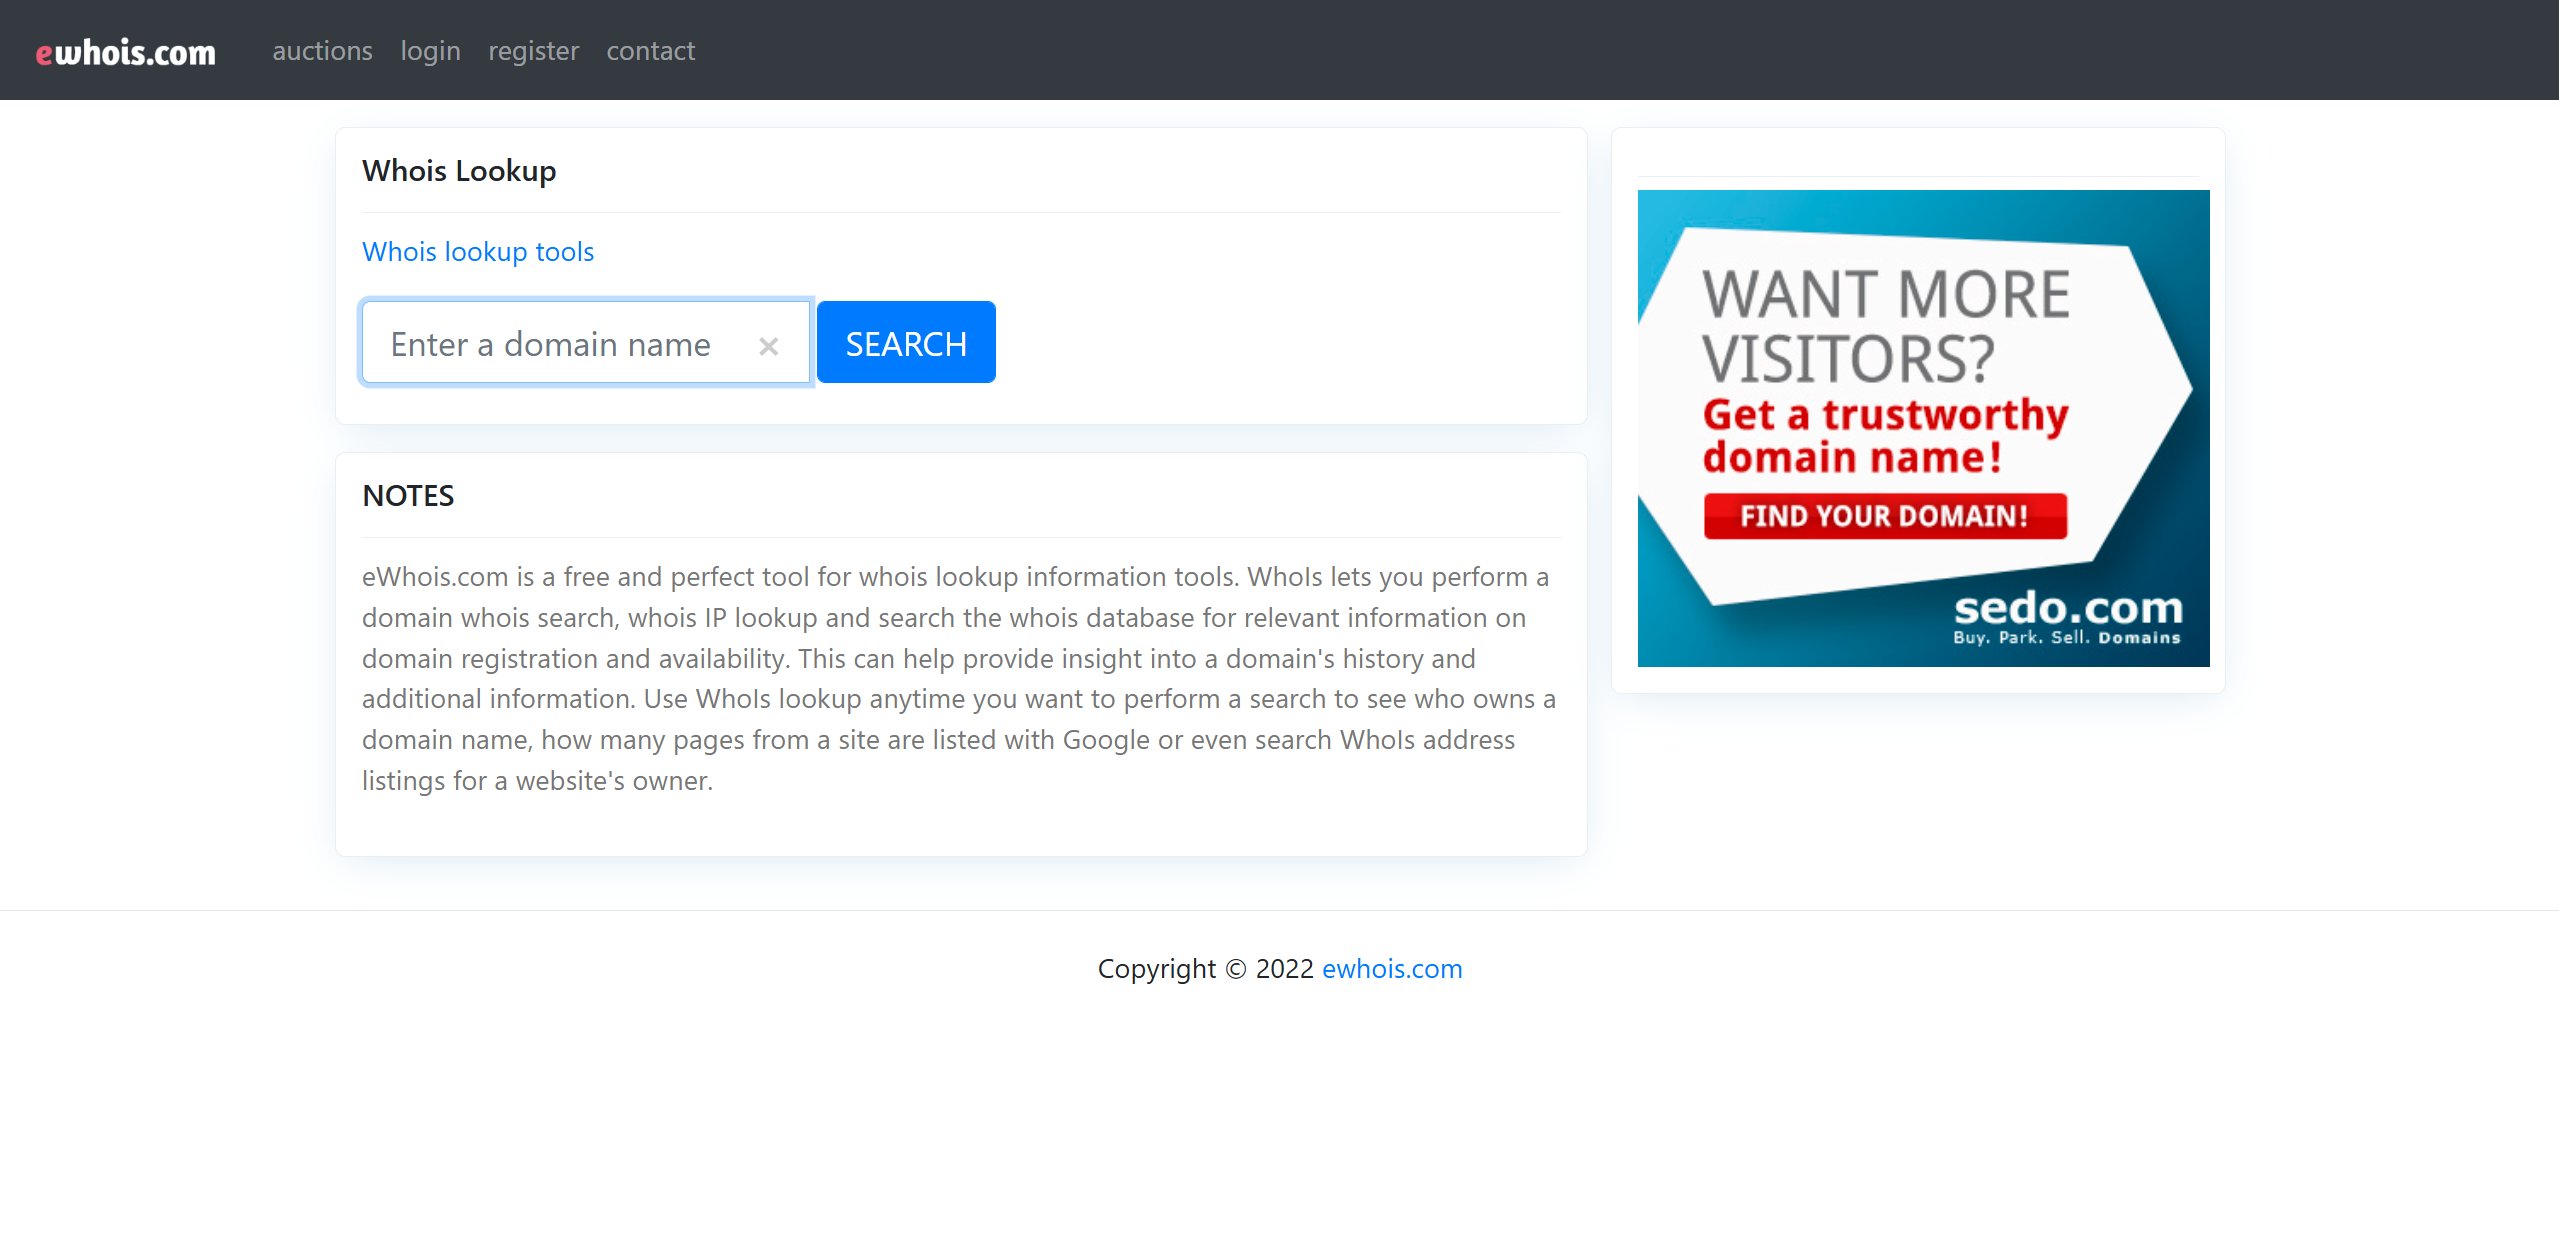 ewhois.com auctions login register contact
Whois Lookup
Whois lookup tools
Enter a domain name × SEARCH
NOTES
eWhois.com is a free and perfect tool for whois lookup information tools. WhoIs lets you perform a
domain whois search, whois IP lookup and search the whois database for relevant information on
domain registration and availability. This can help provide insight into a domain's history and
additional information. Use WhoIs lookup anytime you want to perform a search to see who owns a
domain name, how many pages from a site are listed with Google or even search WhoIs address
listings for a website's owner.
WANT MORE
VISITORS?
Get a trustworthy
domain name!
FIND YOUR DOMAIN!
sedo.com
Buy. Park. Sell. Domains
Copyright © 2022 ewhois.com